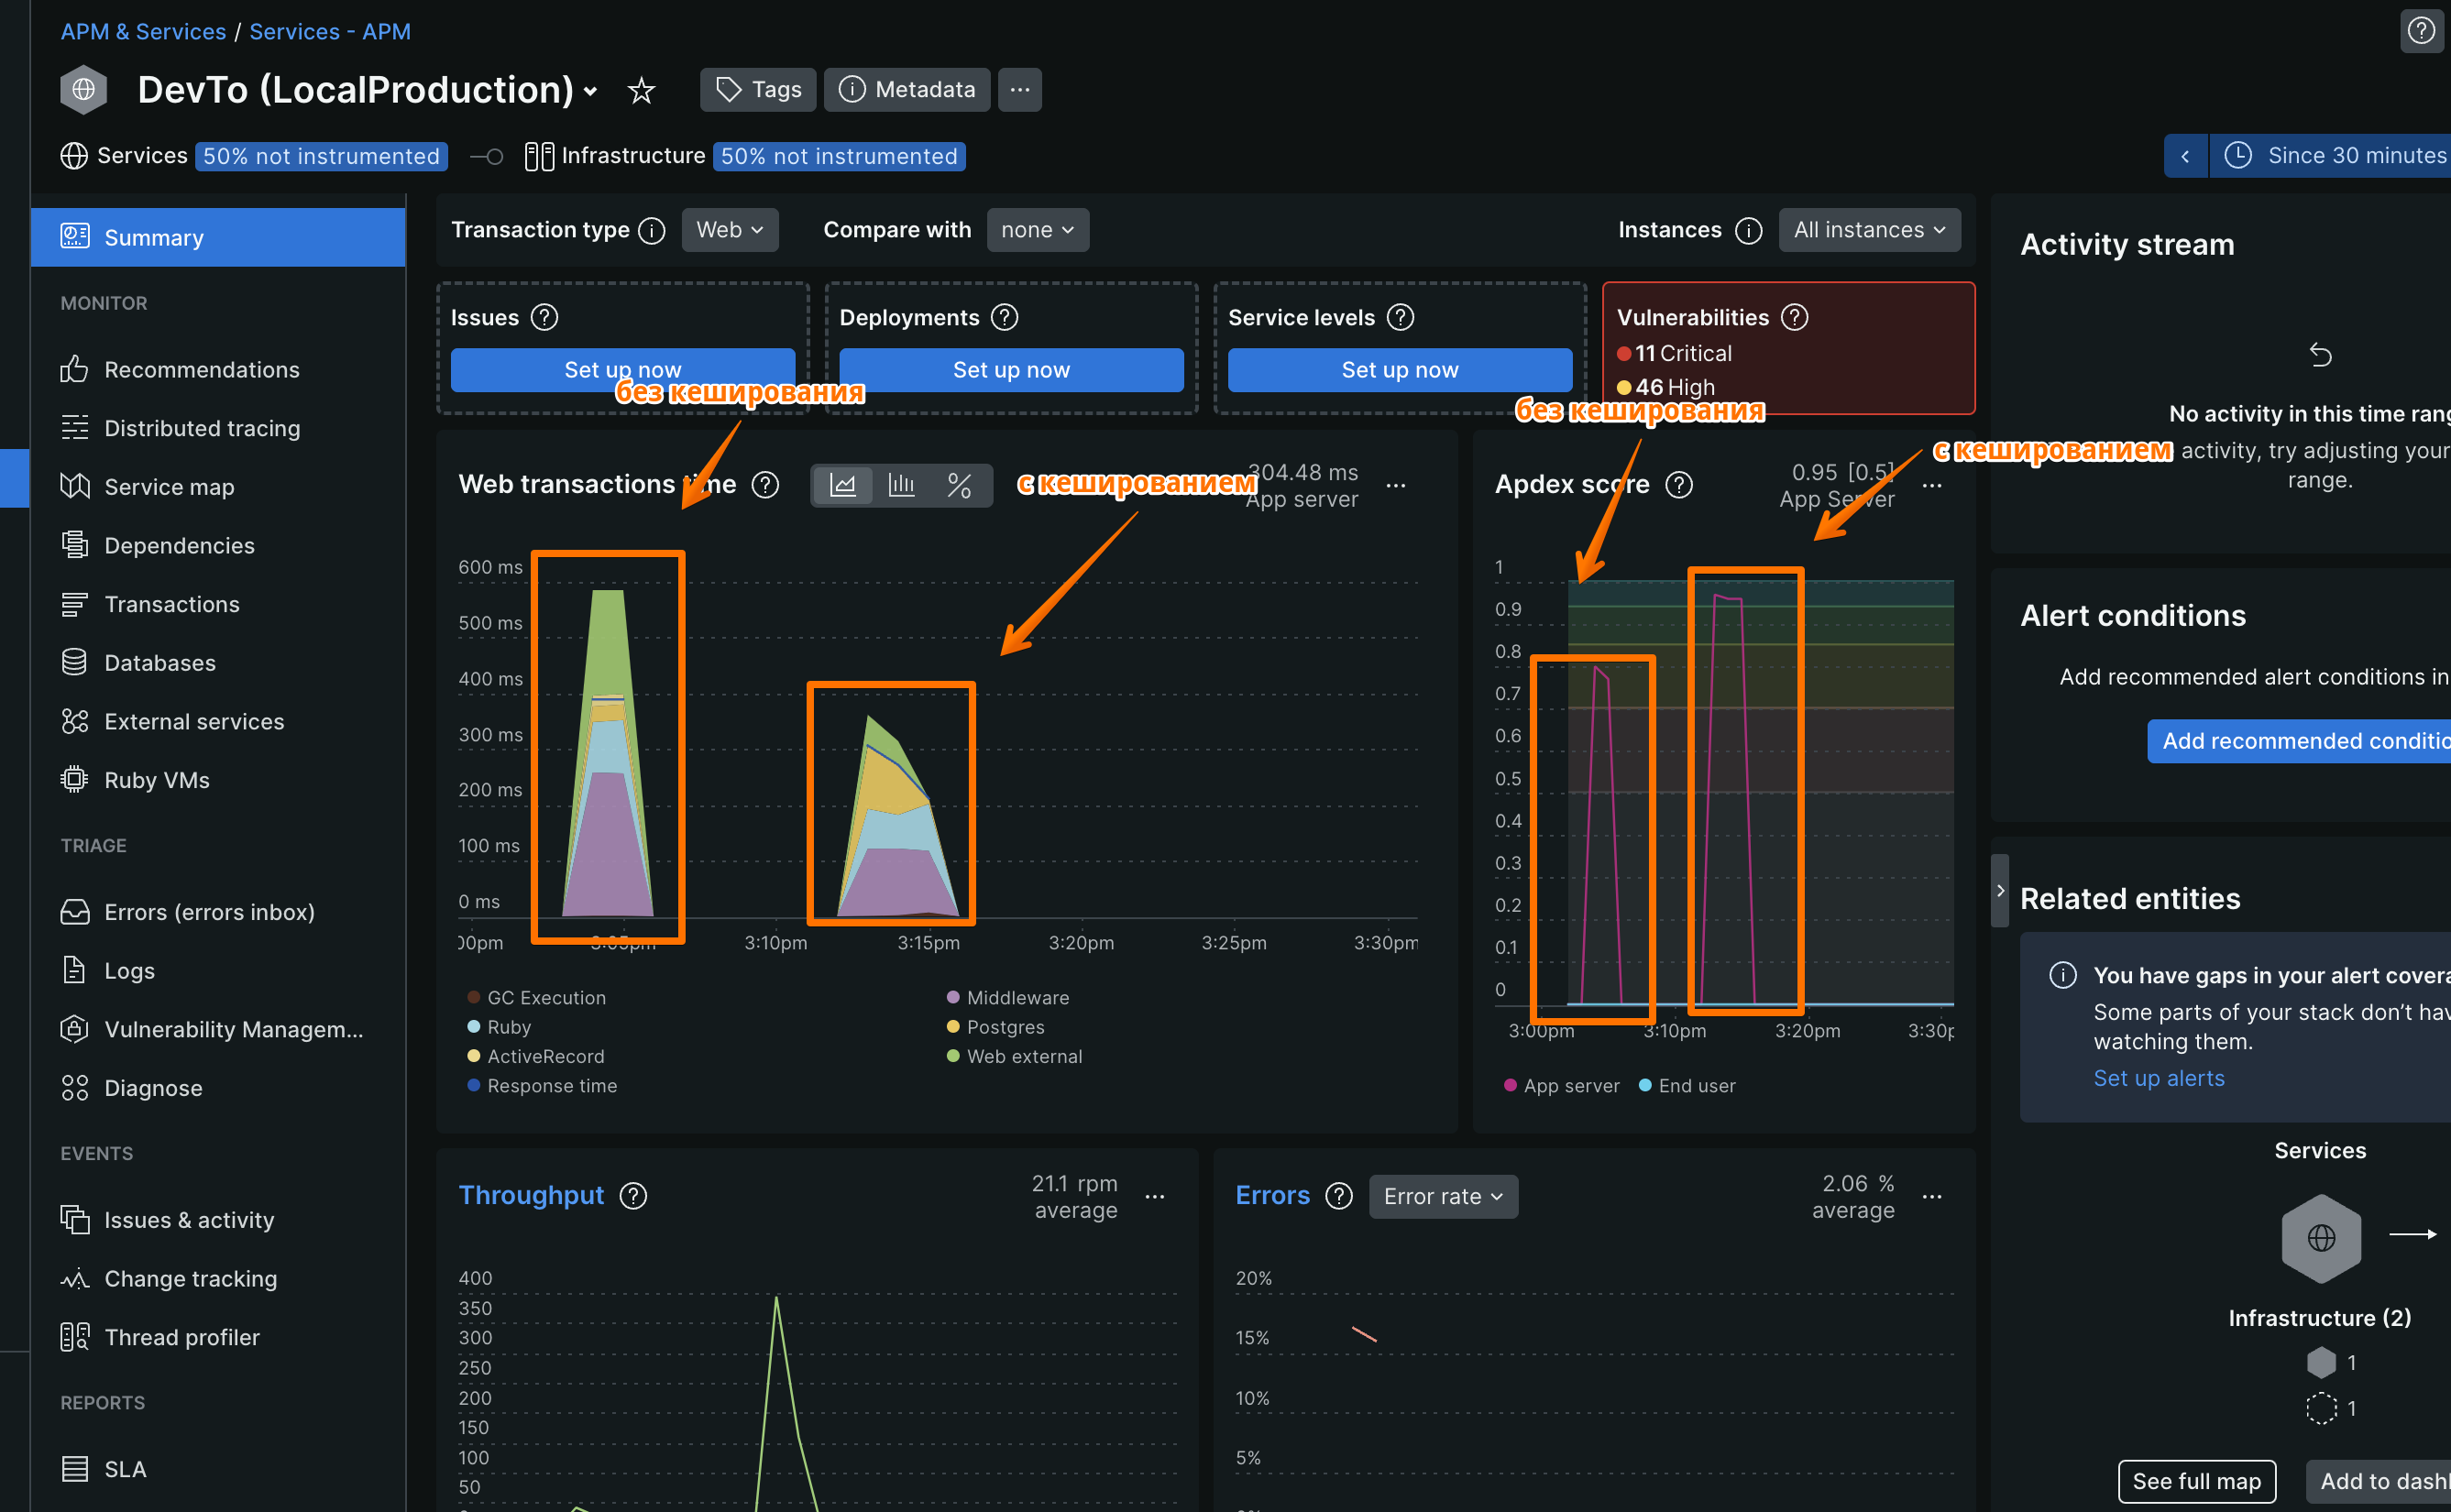 APM & Services / Services - APM
DevTo (LocalProduction)
Tags
Metadata
Services 50% not instrumented
Infrastructure 50% not instrumented
Since 30 minutes
Summary
MONITOR
Recommendations
Distributed tracing
Service map
Dependencies
Transactions
Databases
External services
Ruby VMs
TRIAGE
Errors (errors inbox)
Logs
Vulnerability Managem...
Diagnose
EVENTS
Issues & activity
Change tracking
Thread profiler
REPORTS
SLA
Transaction type Web
Compare with none
Instances All instances
Issues
Set up now
Deployments
Set up now
Service levels
Set up now
Vulnerabilities
11 Critical
46 High
без кеширования
без кеширования
с кешированием
с кешированием
Web transactions time
304.48 ms
App server
600 ms
500 ms
400 ms
300 ms
200 ms
100 ms
0 ms
00pm 3:05pm 3:10pm 3:15pm 3:20pm 3:25pm 3:30pm
GC Execution
Middleware
Ruby
Postgres
ActiveRecord
Web external
Response time
Apdex score
0.95 [0.5]
App Server
1
0.9
0.8
0.7
0.6
0.5
0.4
0.3
0.2
0.1
0
3:00pm 3:10pm 3:20pm 3:30p
App server
End user
Throughput
21.1 rpm
average
400
350
300
250
200
150
100
50
Errors
Error rate
2.06 %
average
20%
15%
10%
5%
Activity stream
No activity in this time rang
activity, try adjusting your
range.
Alert conditions
Add recommended alert conditions in
Add recommended conditio
Related entities
You have gaps in your alert covera
Some parts of your stack don't hav
watching them.
Set up alerts
Services
Infrastructure (2)
1
1
See full map
Add to dash